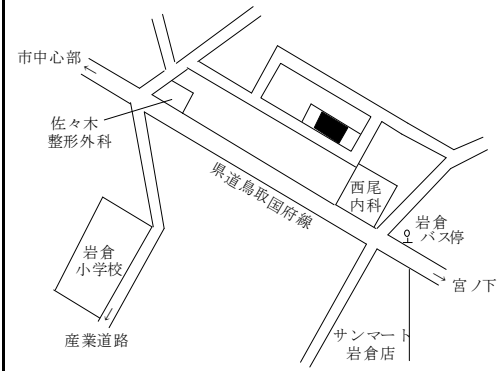 市中心部
佐々木
整形外科
県道鳥取国府線
西尾
内科
岩倉
バス停
岩倉
小学校
宮ノ下
サンマート
岩倉店
産業道路